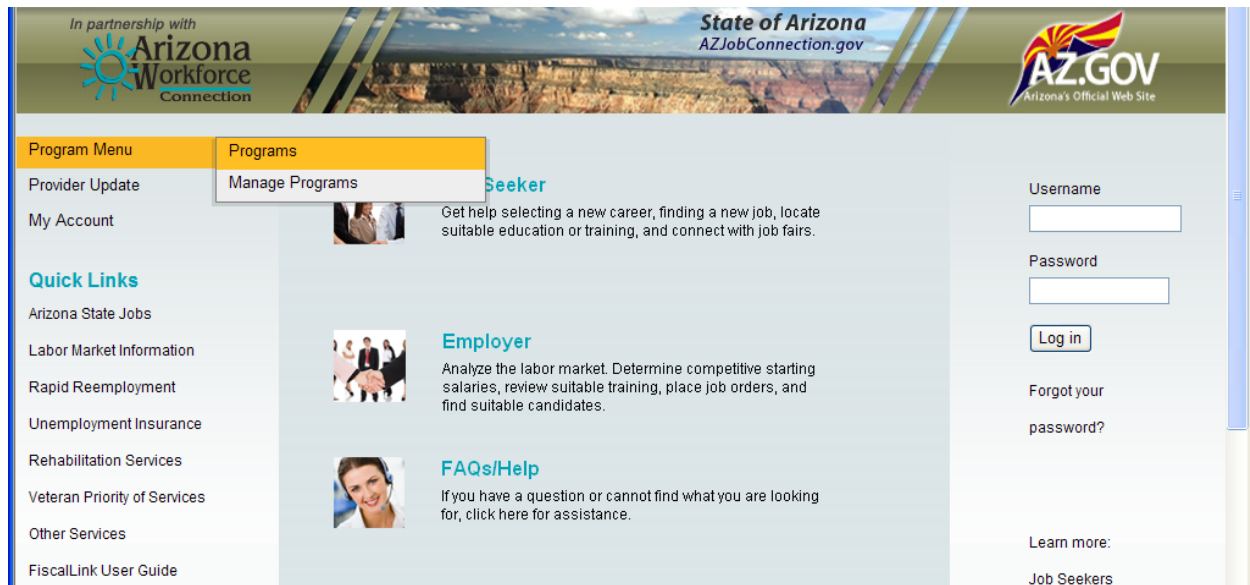 In partnership with
Arizona
Workforce
Connection
State of Arizona
AZJobConnection.gov
AZ.GOV
Arizona's Official Web Site
Program Menu
Programs
Manage Programs
Provider Update
My Account
Seeker
Get help selecting a new career, finding a new job, locate
suitable education or training, and connect with job fairs.
Quick Links
Arizona State Jobs
Labor Market Information
Rapid Reemployment
Unemployment Insurance
Rehabilitation Services
Veteran Priority of Services
Other Services
FiscalLink User Guide
Employer
Analyze the labor market. Determine competitive starting
salaries, review suitable training, place job orders, and
find suitable candidates.
FAQs/Help
If you have a question or cannot find what you are looking
for, click here for assistance.
Username
Password
Log in
Forgot your
password?
Learn more:
Job Seekers